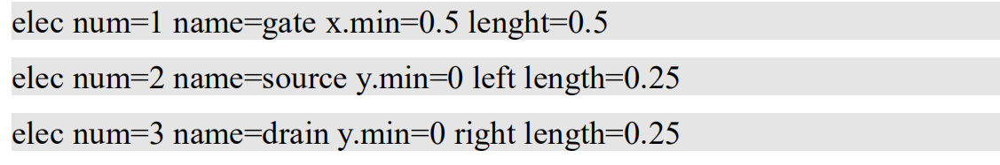 elec num=1 name=gate x.min=0.5 lenght=0.5
elec num=2 name=source y.min=0 left length=0.25
elec num=3 name=drain y.min=0 right length=0.25